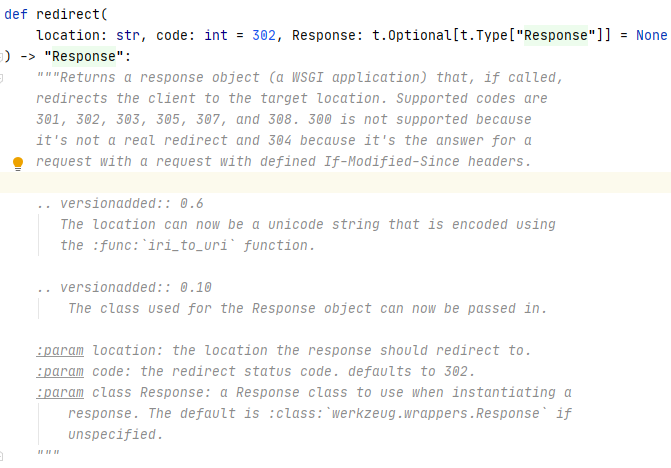 def redirect(
    location: str, code: int = 302, Response: t.Optional[t.Type["Response"]] = None
) -> "Response":
    """Returns a response object (a WSGI application) that, if called,
    redirects the client to the target location. Supported codes are
    301, 302, 303, 305, 307, and 308. 300 is not supported because
    it's not a real redirect and 304 because it's the answer for a
    request with a request with defined If-Modified-Since headers.
    .. versionadded:: 0.6
       The location can now be a unicode string that is encoded using
       the :func:`iri_to_uri` function.
    .. versionadded:: 0.10
        The class used for the Response object can now be passed in.
    :param location: the location the response should redirect to.
    :param code: the redirect status code. defaults to 302.
    :param class Response: a Response class to use when instantiating a
        response. The default is :class:`werkzeug.wrappers.Response` if
        unspecified.
    """